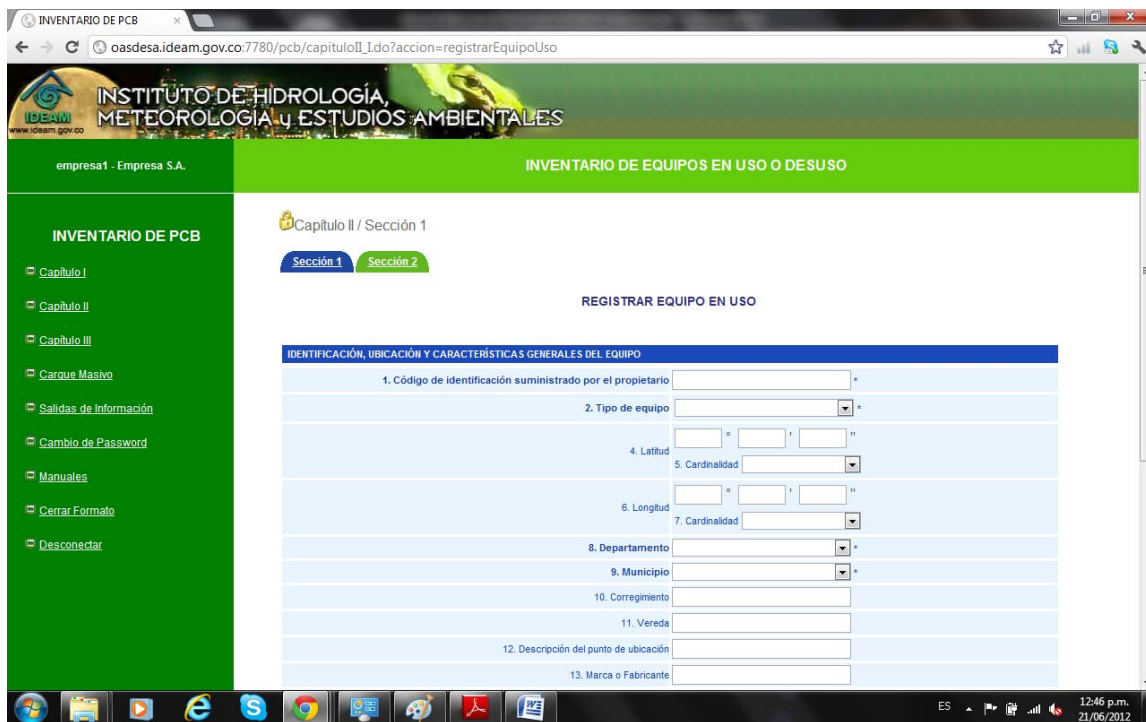 INVENTARIO DE PCB
oasdesa.ideam.gov.co:7780/pcb/capituloII_I.do?accion=registrarEquipoUso
IDEAM
www.ideam.gov.co
INSTITUTO DE HIDROLOGÍA,
METEOROLOGÍA y ESTUDIOS AMBIENTALES
empresa1 - Empresa S.A.
INVENTARIO DE EQUIPOS EN USO O DESUSO
INVENTARIO DE PCB
Capítulo I
Capítulo II
Capítulo III
Cargue Masivo
Salidas de Información
Cambio de Password
Manuales
Cerrar Formato
Desconectar
Capítulo II / Sección 1
Sección 1 Sección 2
REGISTRAR EQUIPO EN USO
IDENTIFICACIÓN, UBICACIÓN Y CARACTERÍSTICAS GENERALES DEL EQUIPO
1. Código de identificación suministrado por el propietario *
2. Tipo de equipo *
4. Latitud ° ' "
5. Cardinalidad
6. Longitud ° ' "
7. Cardinalidad
8. Departamento *
9. Municipio *
10. Corregimiento
11. Vereda
12. Descripción del punto de ubicación
13. Marca o Fabricante
ES 12:46 p.m.
21/06/2012